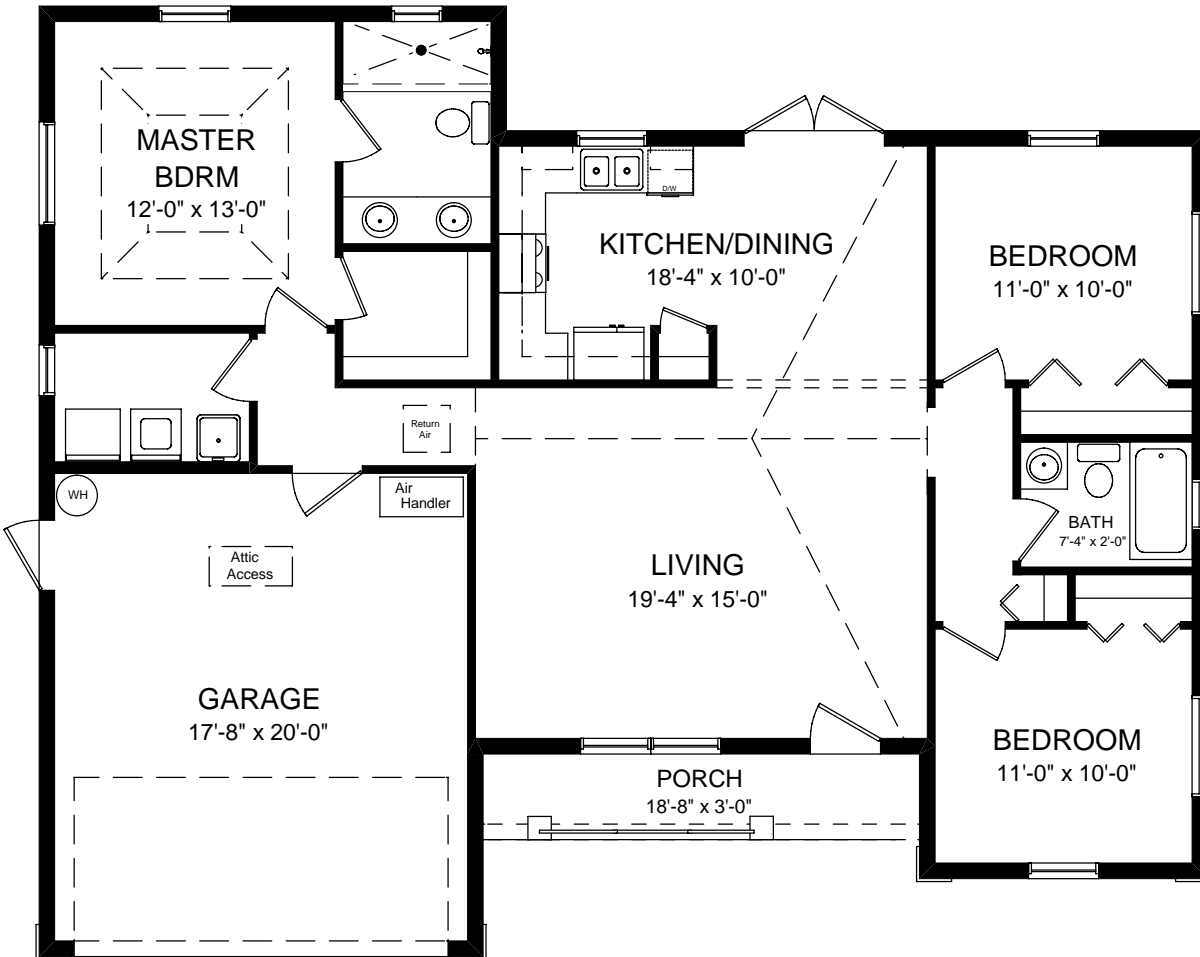 MASTER
BDRM
12'-0" x 13'-0"
D/W
KITCHEN/DINING
18'-4" x 10'-0"
BEDROOM
11'-0" x 10'-0"
Return
Air
WH
Air
Handler
Attic
Access
BATH
7'-4" x 2'-0"
LIVING
19'-4" x 15'-0"
GARAGE
17'-8" x 20'-0"
BEDROOM
11'-0" x 10'-0"
PORCH
18'-8" x 3'-0"